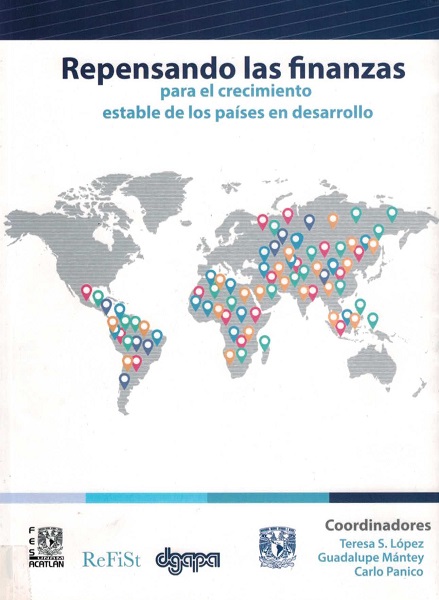 Repensando las finanzas
para el crecimiento
estable de los países en desarrollo
Coordinadores
Teresa S. López
Guadalupe Mántey
Carlo Panico
FES
UNAM
ACATLÁN
ReFiSt
dgapa